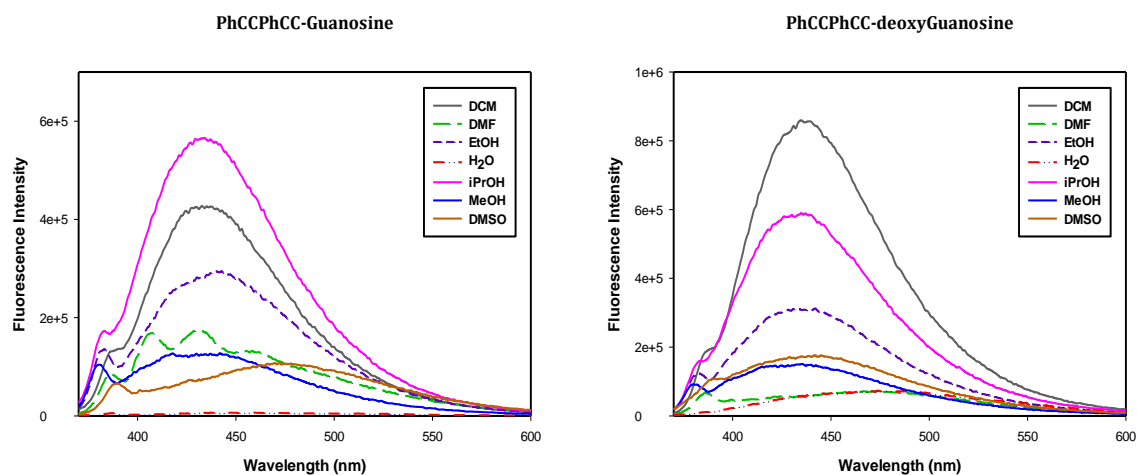 PhCCPhCC-Guanosine
6e+5
4e+5
2e+5
0
400
450
500
550
600
Fluorescence Intensity
Wavelength (nm)
DCM
DMF
EtOH
H2O
iPrOH
MeOH
DMSO
PhCCPhCC-deoxyGuanosine
1e+6
8e+5
6e+5
4e+5
2e+5
0
400
450
500
550
600
Fluorescence Intensity
Wavelength (nm)
DCM
DMF
EtOH
H2O
iPrOH
MeOH
DMSO